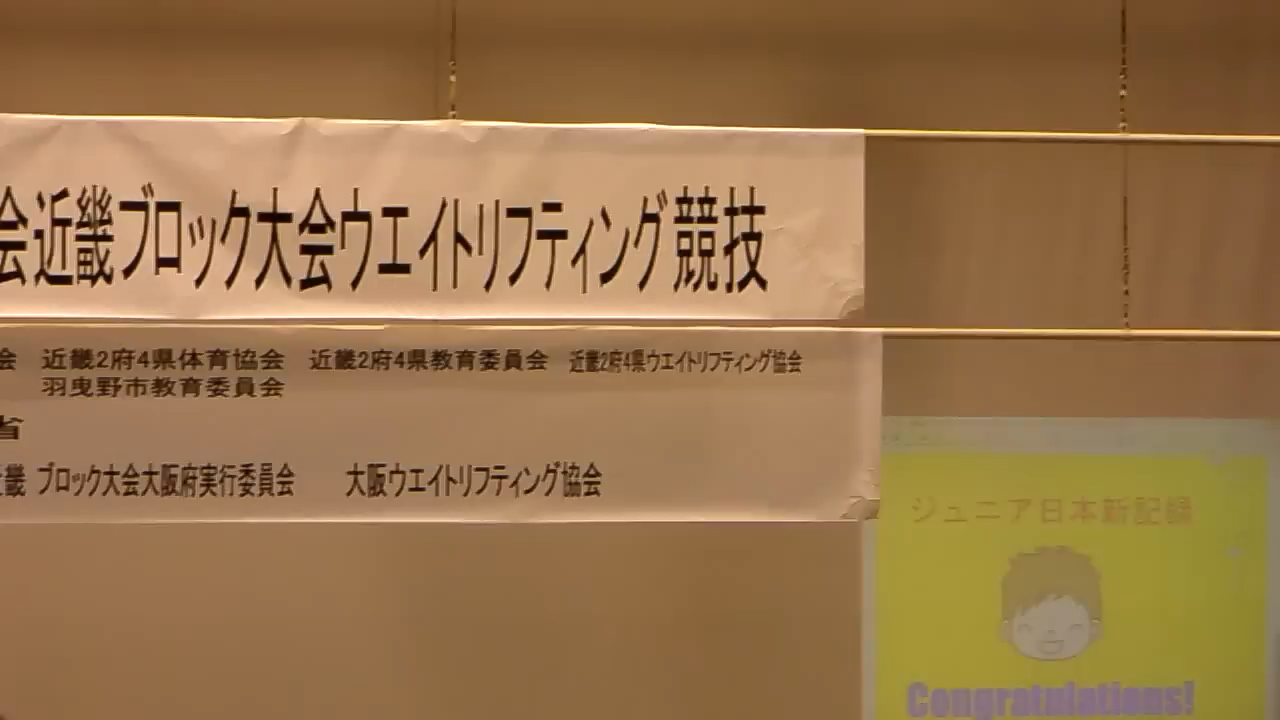 会近畿ブロック大会ウエイトリフティング競技
会 近畿2府4県体育協会 近畿2府4県教育委員会 近畿2府4県ウエイトリフティング協会
羽曳野市教育委員会
省
近畿 ブロック大会大阪府実行委員会 大阪ウエイトリフティング協会
ジュニア日本新記録
Congratulations!